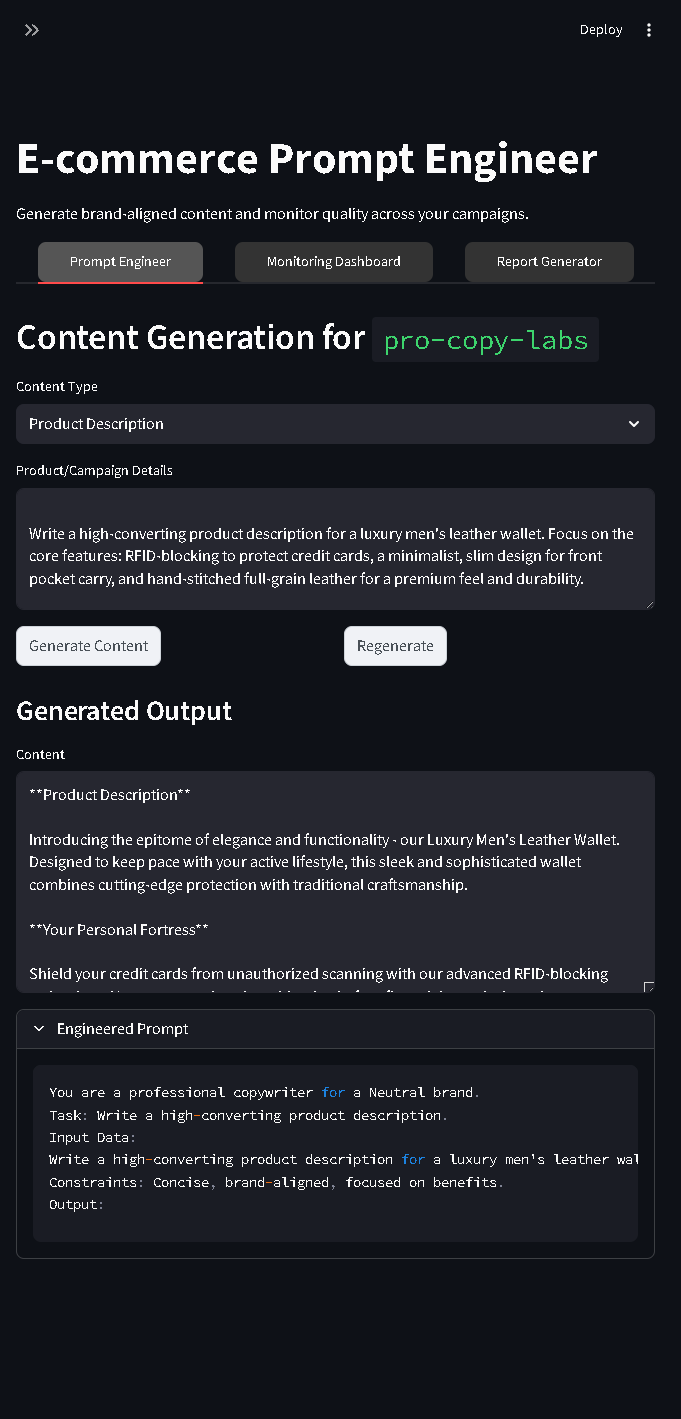 Deploy
E-commerce Prompt Engineer
Generate brand-aligned content and monitor quality across your campaigns.
Prompt Engineer
Monitoring Dashboard
Report Generator
Content Generation for pro-copy-labs
Content Type
Product Description
Product/Campaign Details
Write a high-converting product description for a luxury men's leather wallet. Focus on the
core features: RFID-blocking to protect credit cards, a minimalist, slim design for front
pocket carry, and hand-stitched full-grain leather for a premium feel and durability.
Generate Content
Regenerate
Generated Output
Content
**Product Description**
Introducing the epitome of elegance and functionality - our Luxury Men's Leather Wallet.
Designed to keep pace with your active lifestyle, this sleek and sophisticated wallet
combines cutting-edge protection with traditional craftsmanship.
**Your Personal Fortress**
Shield your credit cards from unauthorized scanning with our advanced RFID-blocking
Engineered Prompt
You are a professional copywriter for a Neutral brand.
Task: Write a high-converting product description.
Input Data:
Write a high-converting product description for a luxury men's leather wal
Constraints: Concise, brand-aligned, focused on benefits.
Output: